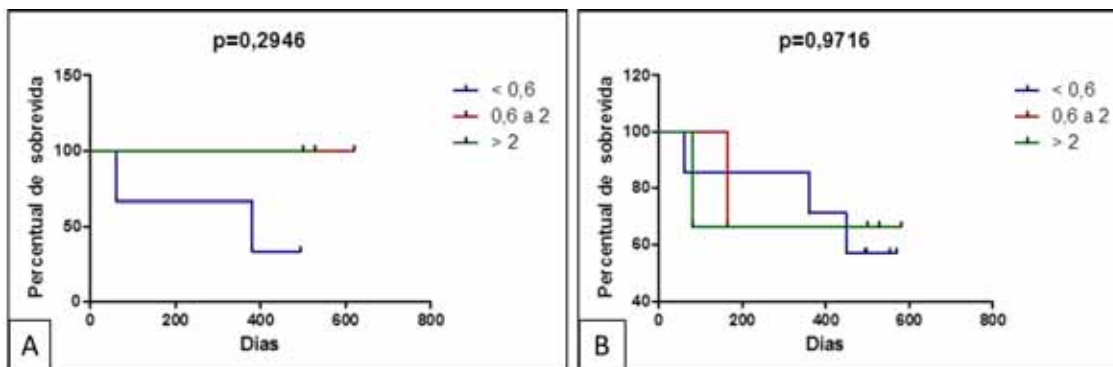 p=0,2946
Percentual de sobrevida
150
100
50
0
0 200 400 600 800
Dias
< 0,6
0,6 a 2
> 2
A
p=0,9716
Percentual de sobrevida
120
100
80
60
40
0 200 400 600 800
Dias
< 0,6
0,6 a 2
> 2
B